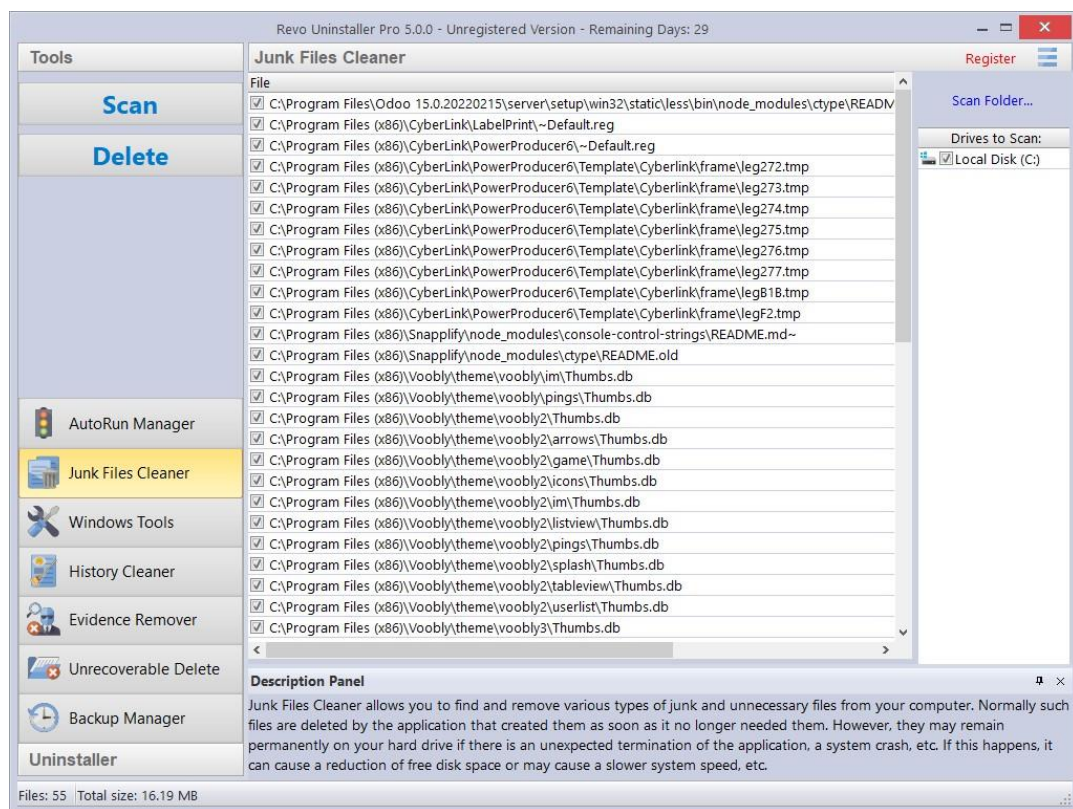 Revo Uninstaller Pro 5.0.0 - Unregistered Version - Remaining Days: 29
Tools
Scan
Delete
AutoRun Manager
Junk Files Cleaner
Windows Tools
History Cleaner
Evidence Remover
Unrecoverable Delete
Backup Manager
Uninstaller
Junk Files Cleaner
Register
File
C:\Program Files\Odoo 15.0.20220215\server\setup\win32\static\less\bin\node_modules\ctype\READM
C:\Program Files (x86)\CyberLink\LabelPrint\~Default.reg
C:\Program Files (x86)\CyberLink\PowerProducer6\~Default.reg
C:\Program Files (x86)\CyberLink\PowerProducer6\Template\Cyberlink\frame\leg272.tmp
C:\Program Files (x86)\CyberLink\PowerProducer6\Template\Cyberlink\frame\leg273.tmp
C:\Program Files (x86)\CyberLink\PowerProducer6\Template\Cyberlink\frame\leg274.tmp
C:\Program Files (x86)\CyberLink\PowerProducer6\Template\Cyberlink\frame\leg275.tmp
C:\Program Files (x86)\CyberLink\PowerProducer6\Template\Cyberlink\frame\leg276.tmp
C:\Program Files (x86)\CyberLink\PowerProducer6\Template\Cyberlink\frame\leg277.tmp
C:\Program Files (x86)\CyberLink\PowerProducer6\Template\Cyberlink\frame\legB1B.tmp
C:\Program Files (x86)\CyberLink\PowerProducer6\Template\Cyberlink\frame\legF2.tmp
C:\Program Files (x86)\Snapplify\node_modules\console-control-strings\README.md~
C:\Program Files (x86)\Snapplify\node_modules\ctype\README.old
C:\Program Files (x86)\Voobly\theme\voobly\im\Thumbs.db
C:\Program Files (x86)\Voobly\theme\voobly\pings\Thumbs.db
C:\Program Files (x86)\Voobly\theme\voobly2\Thumbs.db
C:\Program Files (x86)\Voobly\theme\voobly2\arrows\Thumbs.db
C:\Program Files (x86)\Voobly\theme\voobly2\game\Thumbs.db
C:\Program Files (x86)\Voobly\theme\voobly2\icons\Thumbs.db
C:\Program Files (x86)\Voobly\theme\voobly2\im\Thumbs.db
C:\Program Files (x86)\Voobly\theme\voobly2\listview\Thumbs.db
C:\Program Files (x86)\Voobly\theme\voobly2\pings\Thumbs.db
C:\Program Files (x86)\Voobly\theme\voobly2\splash\Thumbs.db
C:\Program Files (x86)\Voobly\theme\voobly2\tableview\Thumbs.db
C:\Program Files (x86)\Voobly\theme\voobly2\userlist\Thumbs.db
C:\Program Files (x86)\Voobly\theme\voobly3\Thumbs.db
Scan Folder...
Drives to Scan:
Local Disk (C:)
Description Panel
Junk Files Cleaner allows you to find and remove various types of junk and unnecessary files from your computer. Normally such
files are deleted by the application that created them as soon as it no longer needed them. However, they may remain
permanently on your hard drive if there is an unexpected termination of the application, a system crash, etc. If this happens, it
can cause a reduction of free disk space or may cause a slower system speed, etc.
Files: 55 Total size: 16.19 MB